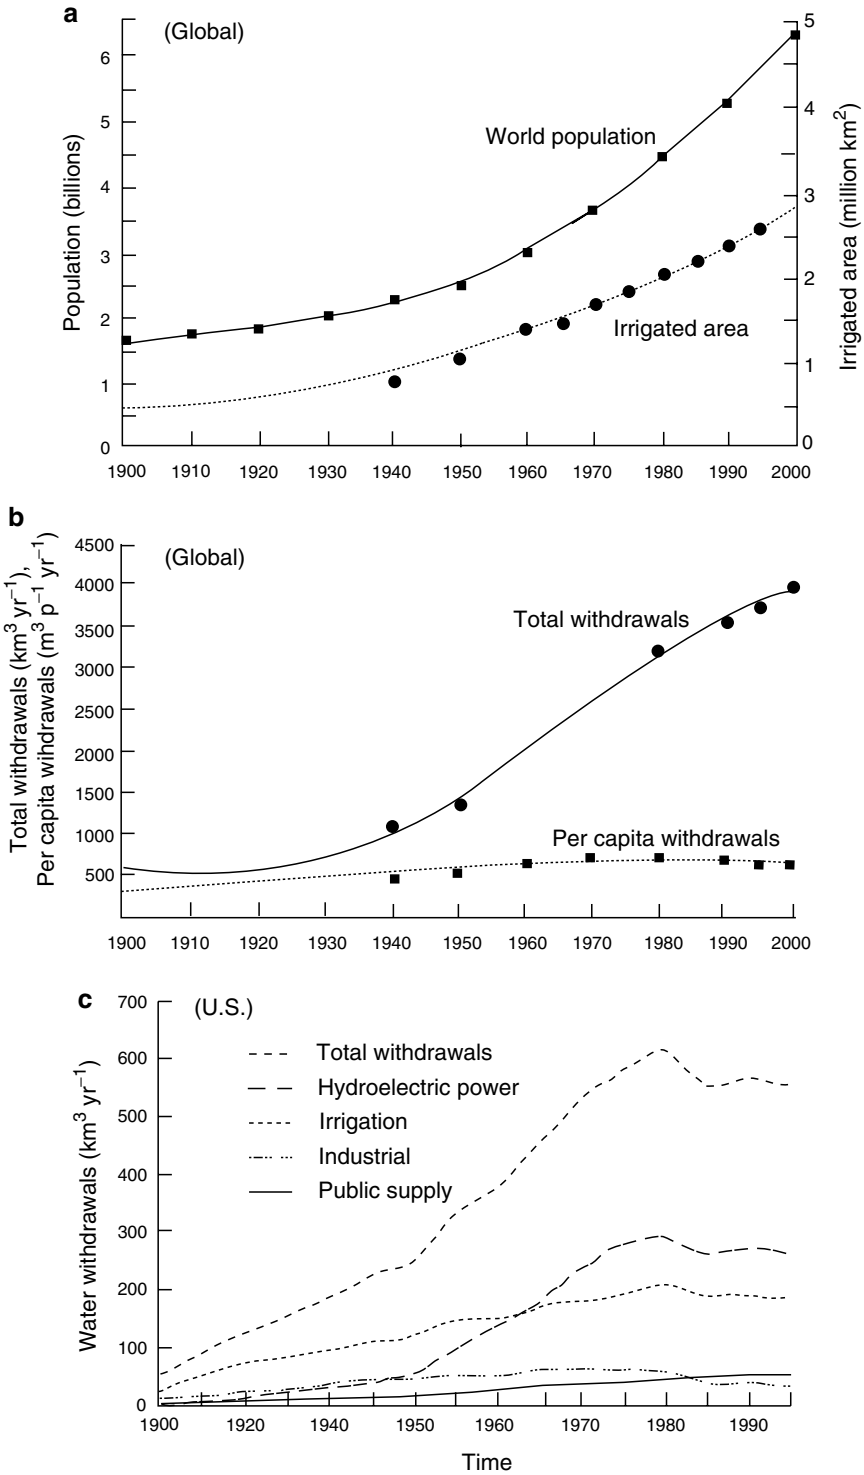 a
(Global)
Population (billions)
6
5
4
3
2
1
0
World population
Irrigated area
5
4
3
2
1
0
Irrigated area (million km²)
1900 1910 1920 1930 1940 1950 1960 1970 1980 1990 2000
b
(Global)
Total withdrawals (km³ yr⁻¹),
Per capita wihdrawals (m³ p⁻¹ yr⁻¹)
4500
4000
3500
3000
2500
2000
1500
1000
500
Total withdrawals
Per capita withdrawals
1900 1910 1920 1930 1940 1950 1960 1970 1980 1990 2000
c
(U.S.)
Water withdrawals (km³ yr⁻¹)
700
600
500
400
300
200
100
0
Total withdrawals
Hydroelectric power
Irrigation
Industrial
Public supply
1900 1920 1940 1950 1960 1970 1980 1990
Time